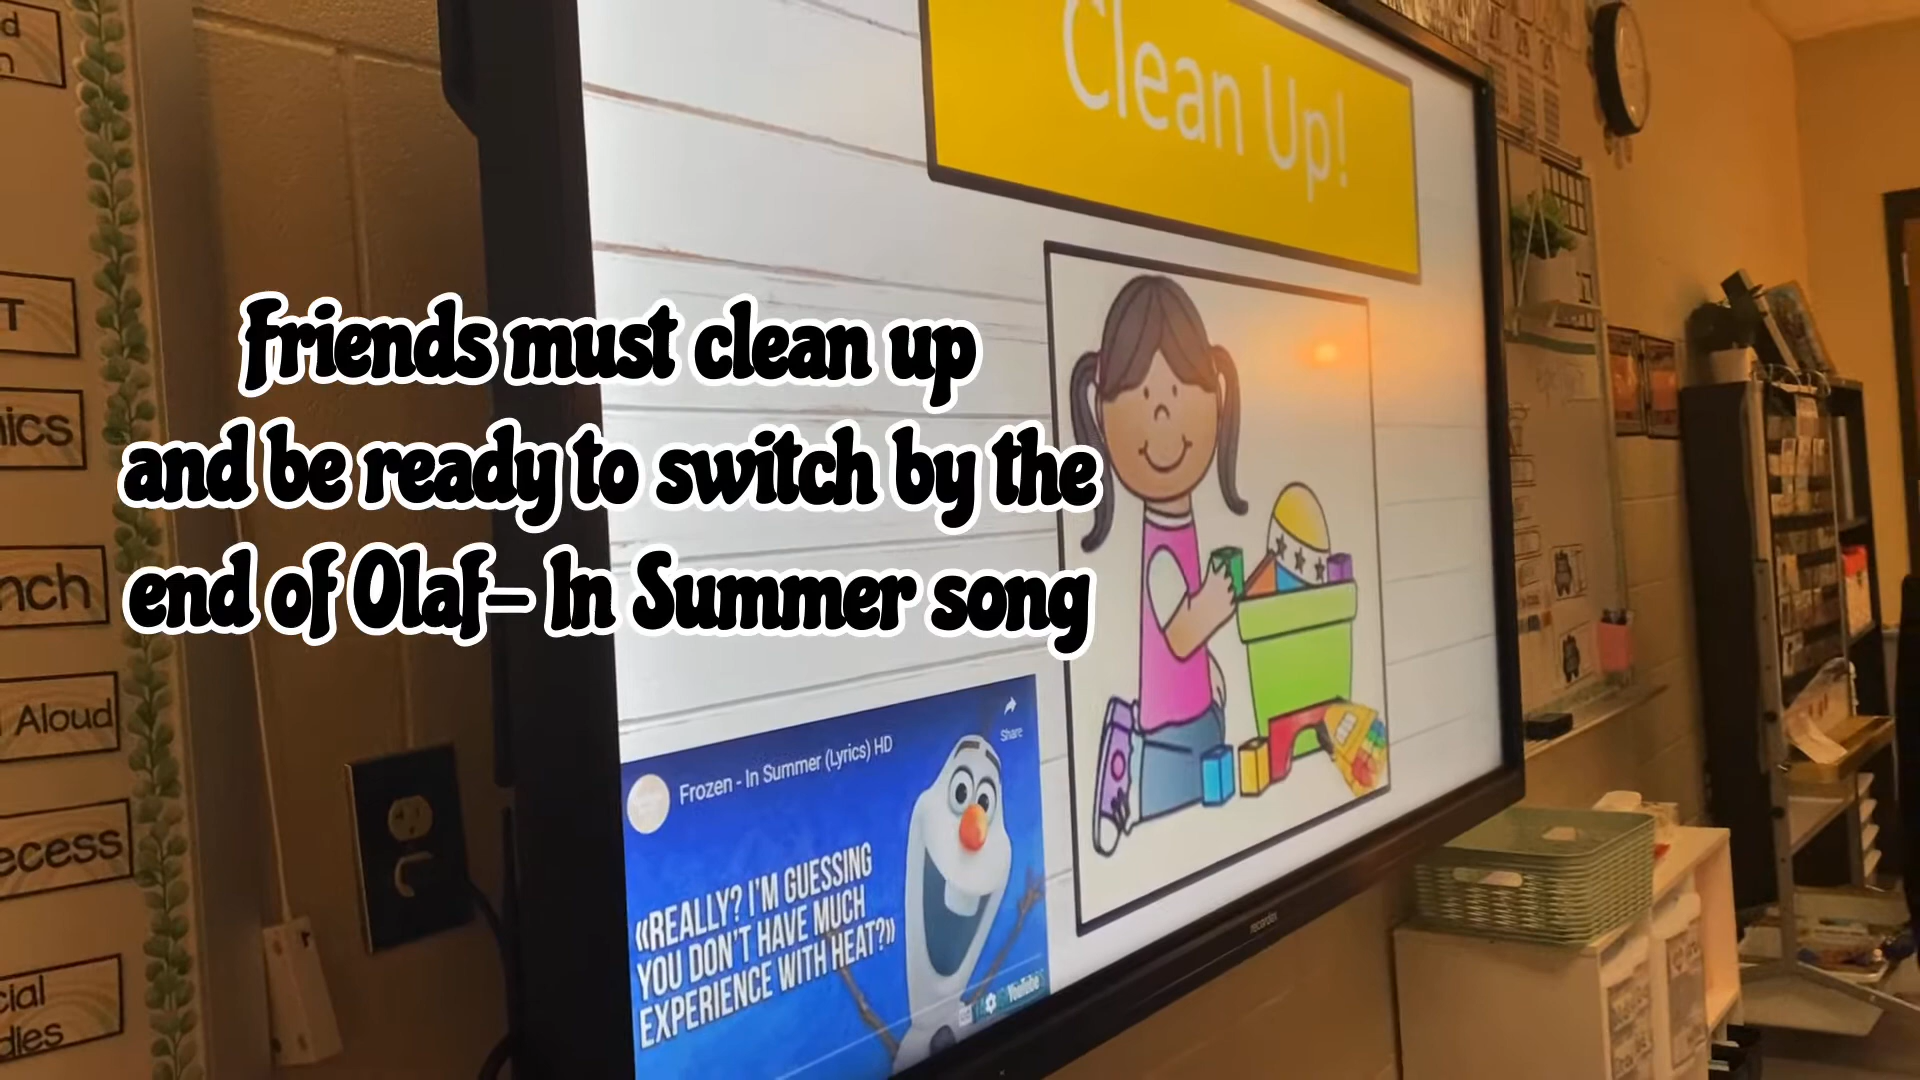 Clean Up!
Friends must clean up
and be ready to switch by the
end of Olaf- In Summer song
Share
Frozen - In Summer (Lyrics) HD
«REALLY? I'M GUESSING
YOU DON'T HAVE MUCH
EXPERIENCE WITH HEAT?»
YouTube
recordex
T
ics
nch
Aloud
ecess
cial
dies